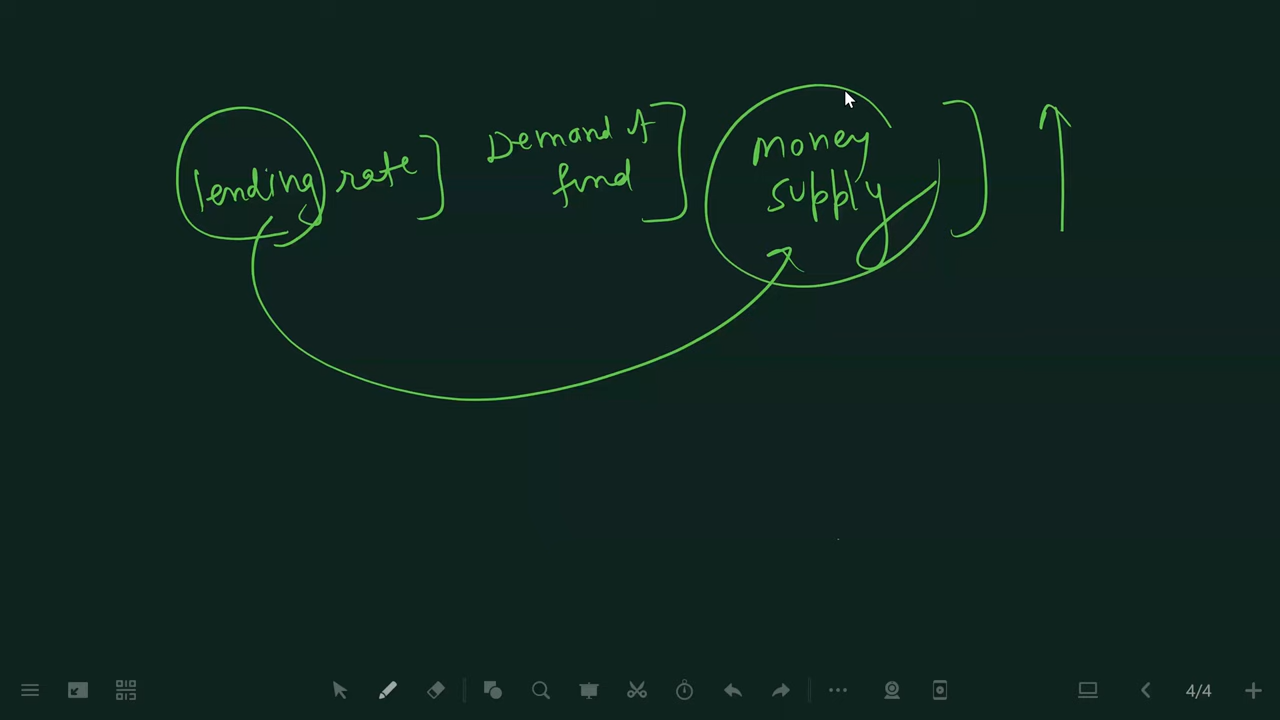 lending rate
Demand of
fund
money
supply
4/4